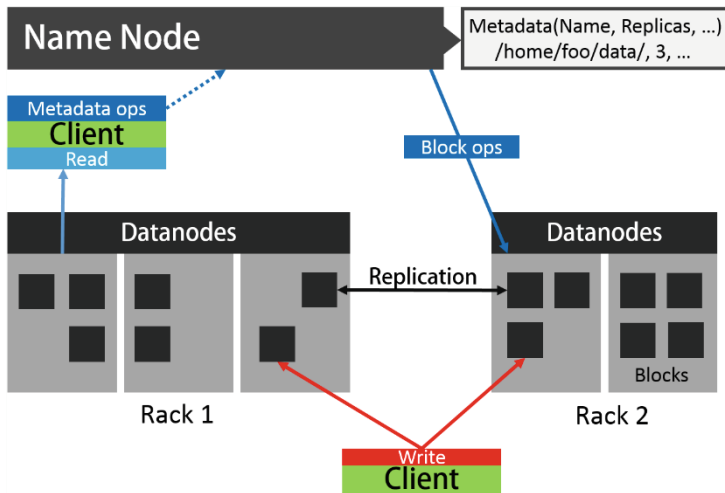 Name Node
Metadata(Name, Replicas, ...)
/home/foo/data/, 3, ...
Metadata ops
Client
Read
Block ops
Datanodes
Datanodes
Replication
Blocks
Rack 1
Rack 2
Write
Client